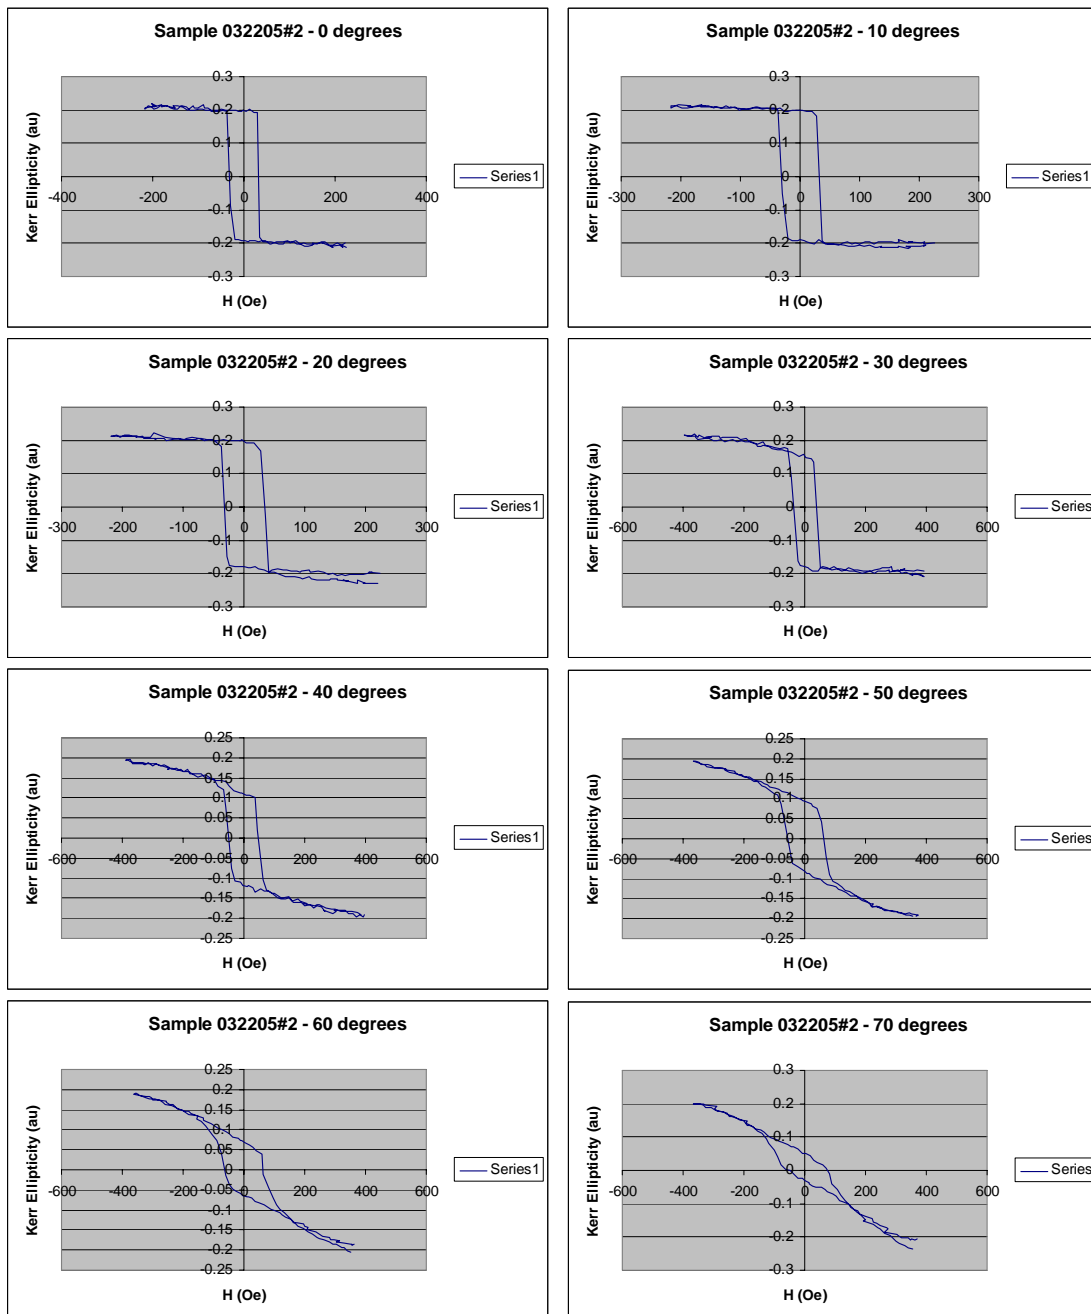 Sample 032205#2 - 0 degrees
Kerr Ellipticity (au)
0.3
0.2
0.1
0
-0.1
-0.2
-0.3
-400 -200 0 200 400
H (Oe)
Series1
Sample 032205#2 - 10 degrees
Kerr Ellipticity (au)
0.3
0.2
0.1
0
-0.1
-0.2
-0.3
-300 -200 -100 0 100 200 300
H (Oe)
Series1
Sample 032205#2 - 20 degrees
Kerr Ellipticity (au)
0.3
0.2
0.1
0
-0.1
-0.2
-0.3
-300 -200 -100 0 100 200 300
H (Oe)
Series1
Sample 032205#2 - 30 degrees
Kerr Ellipticity (au)
0.3
0.2
0.1
0
-0.1
-0.2
-0.3
-600 -400 -200 0 200 400 600
H (Oe)
Series1
Sample 032205#2 - 40 degrees
Kerr Ellipticity (au)
0.25
0.2
0.15
0.1
0.05
0
-0.05
-0.1
-0.15
-0.2
-0.25
-600 -400 -200 0 200 400 600
H (Oe)
Series1
Sample 032205#2 - 50 degrees
Kerr Ellipticity (au)
0.25
0.2
0.15
0.1
0.05
0
-0.05
-0.1
-0.15
-0.2
-0.25
-600 -400 -200 0 200 400 600
H (Oe)
Series1
Sample 032205#2 - 60 degrees
Kerr Ellipticity (au)
0.25
0.2
0.15
0.1
0.05
0
-0.05
-0.1
-0.15
-0.2
-0.25
-600 -400 -200 0 200 400 600
H (Oe)
Series1
Sample 032205#2 - 70 degrees
Kerr Ellipticity (au)
0.3
0.2
0.1
0
-0.1
-0.2
-0.3
-600 -400 -200 0 200 400 600
H (Oe)
Series1